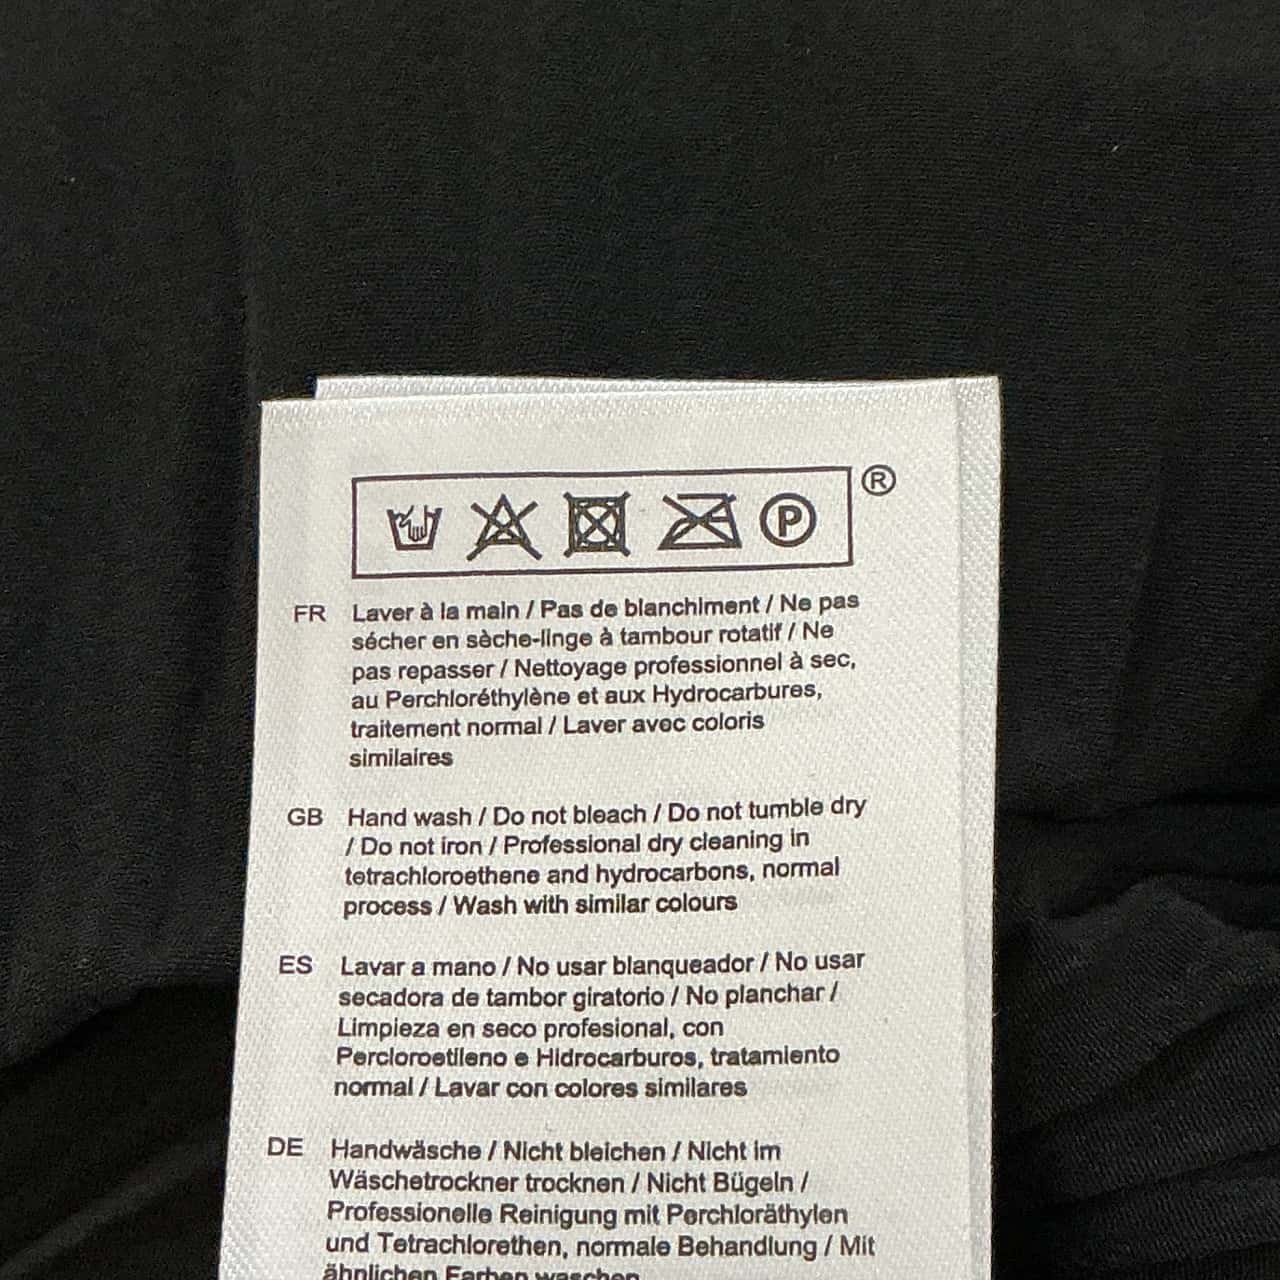 ®
P
FR Laver à la main / Pas de blanchiment / Ne pas
sécher en sèche-linge à tambour rotatif / Ne
pas repasser / Nettoyage professionnel à sec,
au Perchloréthylène et aux Hydrocarbures,
traitement normal / Laver avec coloris
similaires
GB Hand wash / Do not bleach / Do not tumble dry
/ Do not iron / Professional dry cleaning in
tetrachloroethene and hydrocarbons, normal
process / Wash with similar colours
ES Lavar a mano / No usar blanqueador / No usar
secadora de tambor giratorio / No planchar /
Limpieza en seco profesional, con
Percloroetileno e Hidrocarburos, tratamiento
normal / Lavar con colores similares
DE Handwäsche / Nicht bleichen / Nicht im
Wäschetrockner trocknen / Nicht Bügeln /
Professionelle Reinigung mit Perchloräthylen
und Tetrachlorethen, normale Behandlung / Mit
ähnlichen Farben waschen